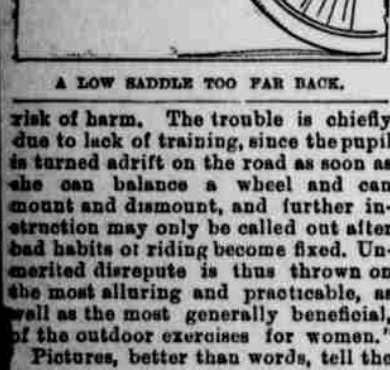 A LOW SADDLE TOO FAR BACK.
risk of harm. The trouble is chiefly
due to lack of training, since the pupil
is turned adrift on the road as soon as
she can balance a wheel and can
mount and dismount, and further in-
struction may only be called out after
bad habits of riding become fixed. Un-
merited disrepute is thus thrown on
the most alluring and practicable, as
well as the most generally beneficial,
of the outdoor exercises for women."
Pictures, better than words, tell the